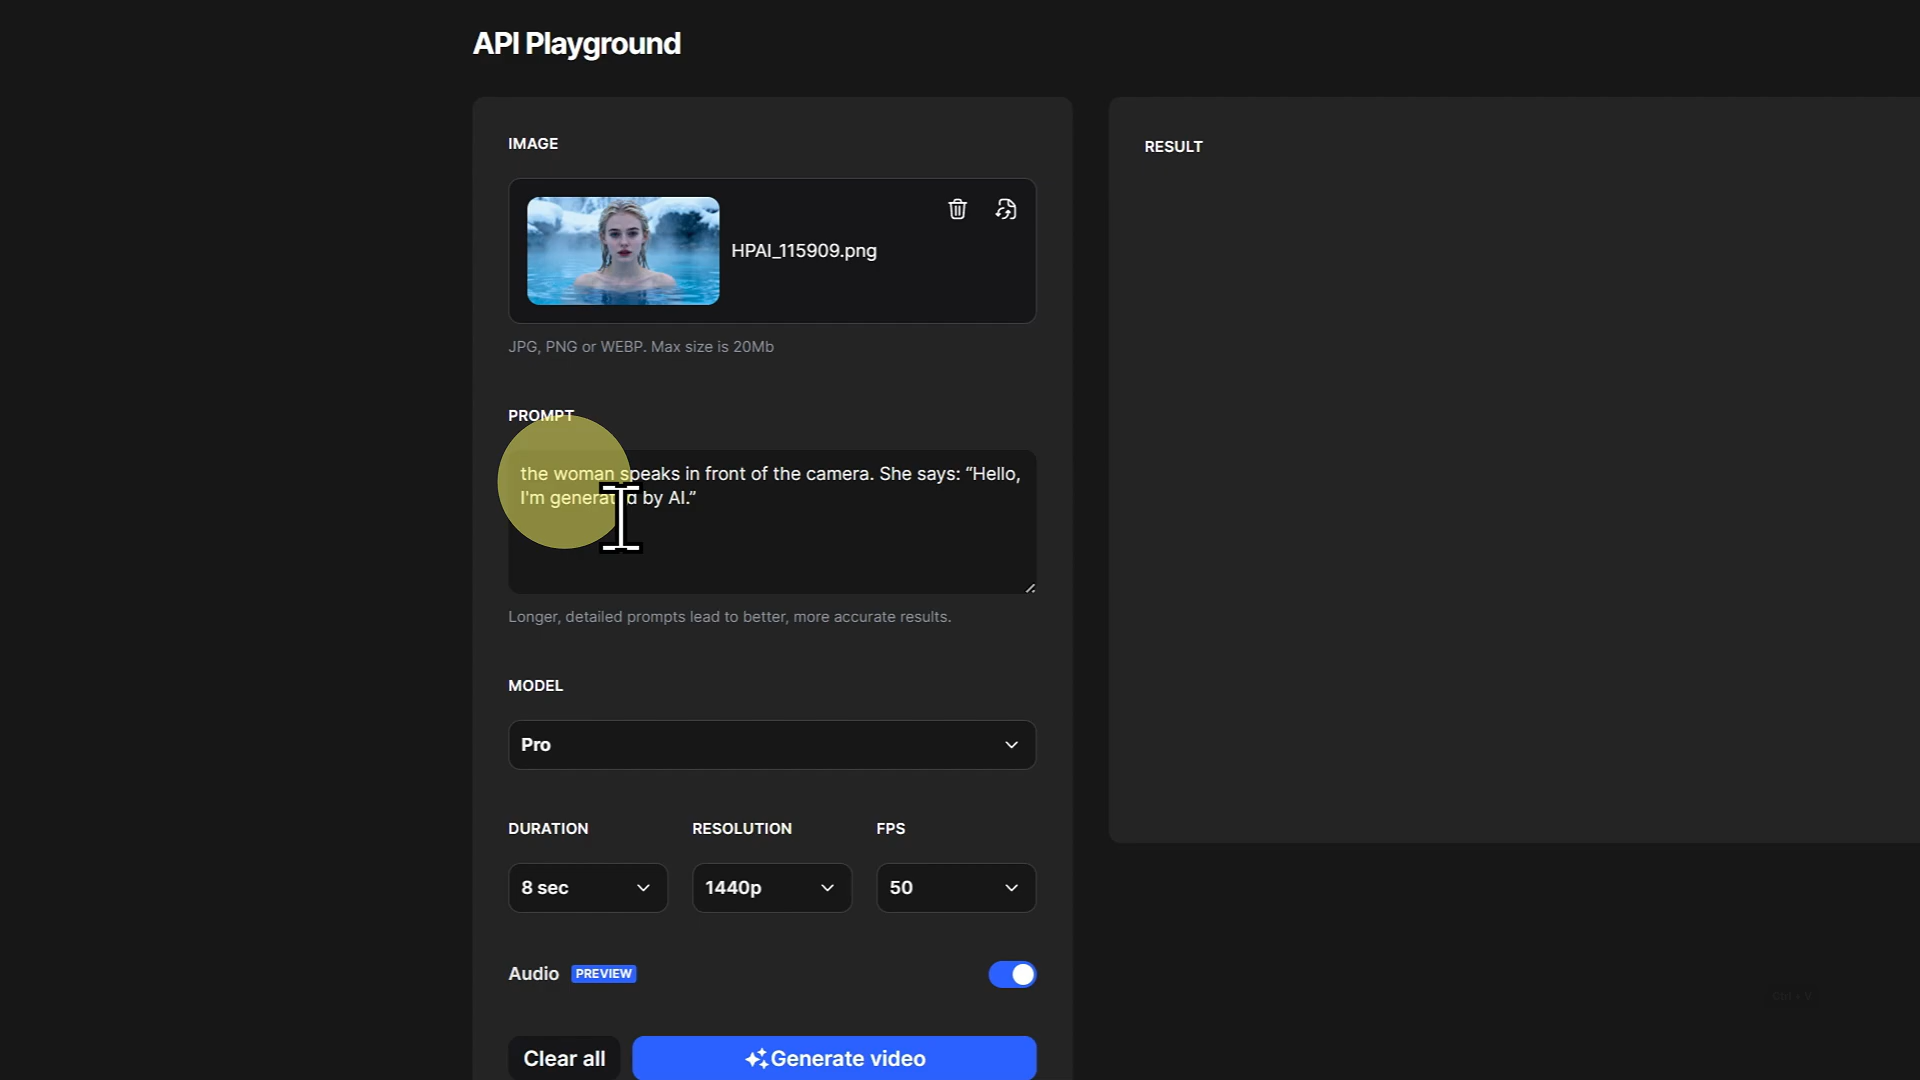 API Playground
IMAGE
HPAI_115909.png
JPG, PNG or WEBP. Max size is 20Mb
PROMPT
the woman speaks in front of the camera. She says: “Hello,
I'm generated by AI.”
Longer, detailed prompts lead to better, more accurate results.
MODEL
Pro
DURATION
RESOLUTION
FPS
8 sec
1440p
50
Audio PREVIEW
Clear all
Generate video
RESULT
Ctrl + V